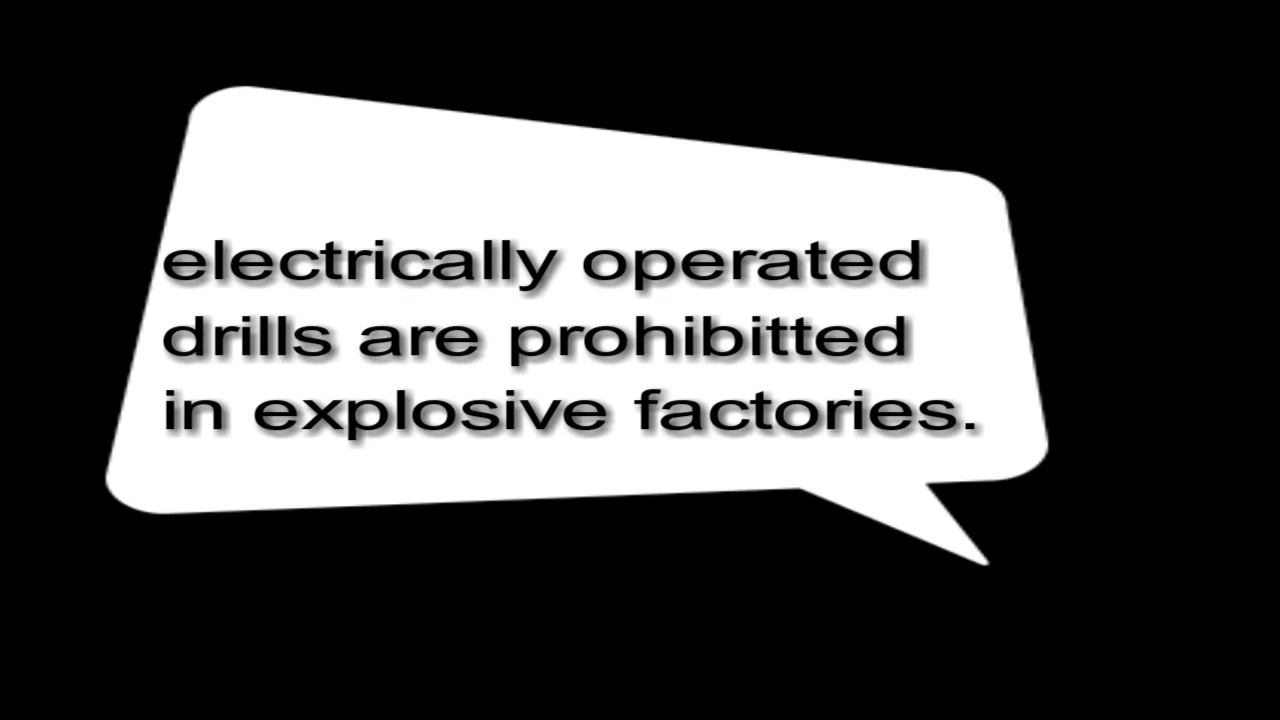 electrically operated
drills are prohibitted
in explosive factories.